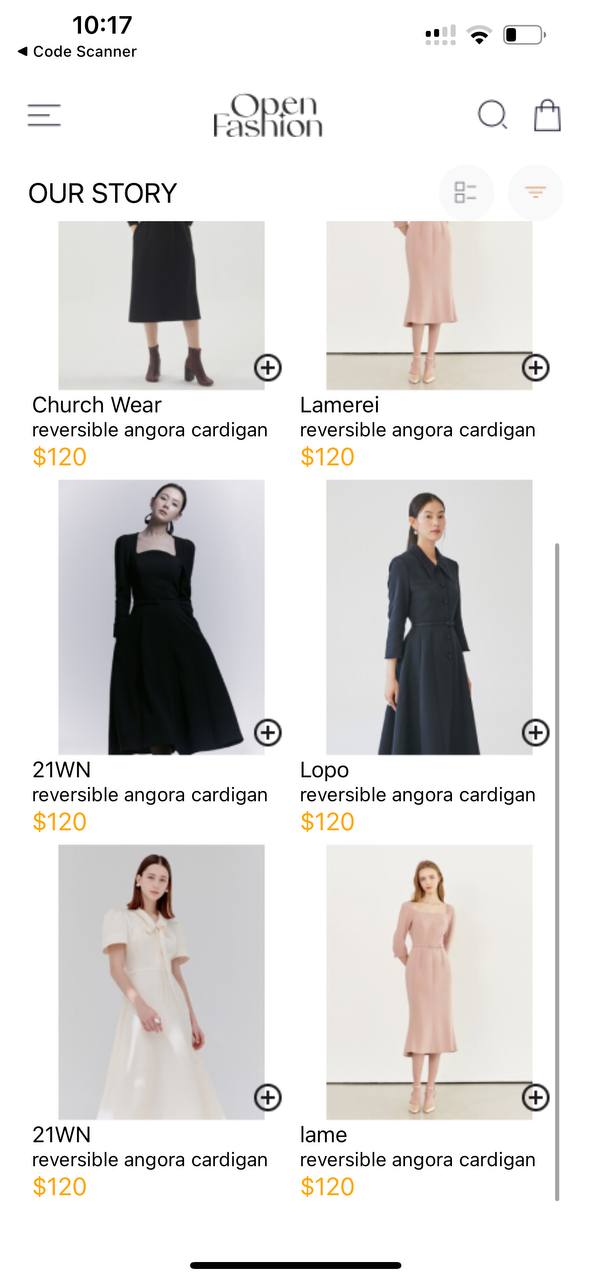 10:17
◀ Code Scanner
Open
Fashion
OUR STORY
Church Wear
reversible angora cardigan
$120
Lamerei
reversible angora cardigan
$120
21WN
reversible angora cardigan
$120
Lopo
reversible angora cardigan
$120
21WN
reversible angora cardigan
$120
lame
reversible angora cardigan
$120